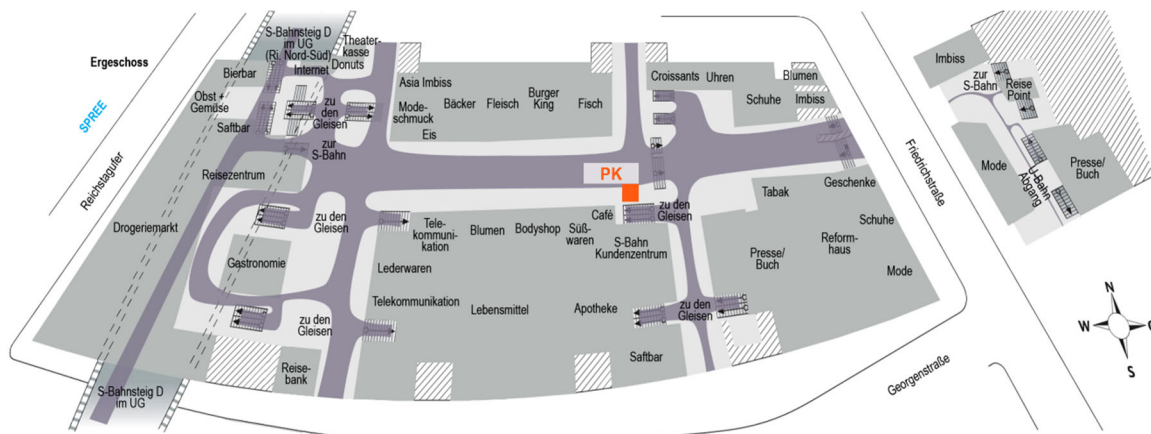 S-Bahnsteig D
im UG
(Ri. Nord-Süd)
Theater-
kasse
Donuts
Internet
Ergeschoss
Bierbar
Obst +
Gemüse
Saftbar
SPREE
Reichstagufer
zu
den
Gleisen
zur
S-Bahn
Asia Imbiss
Mode-
schmuck
Eis
Bäcker
Fleisch
Burger
King
Fisch
Croissants
Uhren
Blumen
Schuhe
Imbiss
Friedrichstraße
Imbiss
zur
S-Bahn
Reise
Point
Mode
Presse/
Buch
U-Bahn
Abgang
Reisezentrum
PK
Tabak
Geschenke
Drogeriemarkt
zu den
Gleisen
Tele-
kommuni-
kation
Blumen
Bodyshop
Café
Süß-
waren
zu den
Gleisen
S-Bahn
Kundenzentrum
Schuhe
Reform-
haus
Presse/
Buch
Mode
Gastronomie
Lederwaren
Telekommunikation
Lebensmittel
Apotheke
zu den
Gleisen
zu den
Gleisen
Saftbar
Reise-
bank
S-Bahnsteig D
im UG
Georgenstraße
N
W
O
S